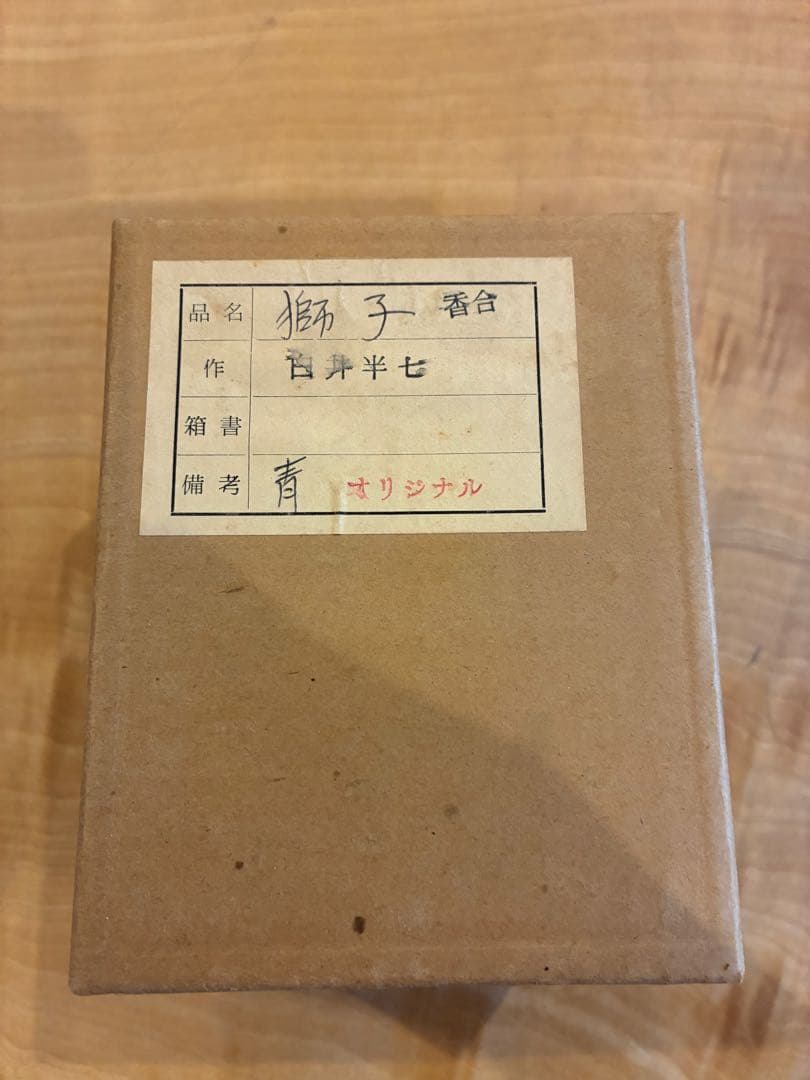 品名 獅子 香合
作 白井半七
箱書
備考 青 オリジナル